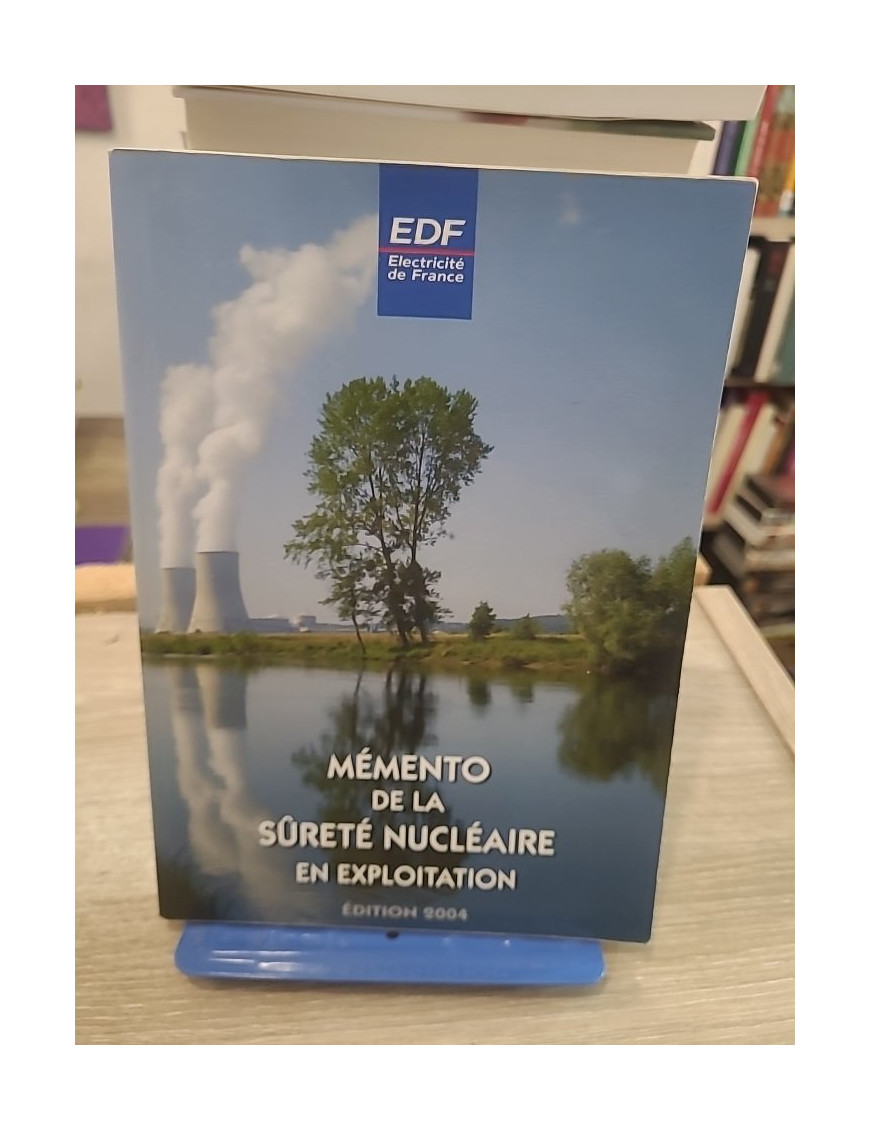 EDF
Electricité
de France
MÉMENTO
DE LA
SÛRETÉ NUCLÉAIRE
EN EXPLOITATION
ÉDITION 2004